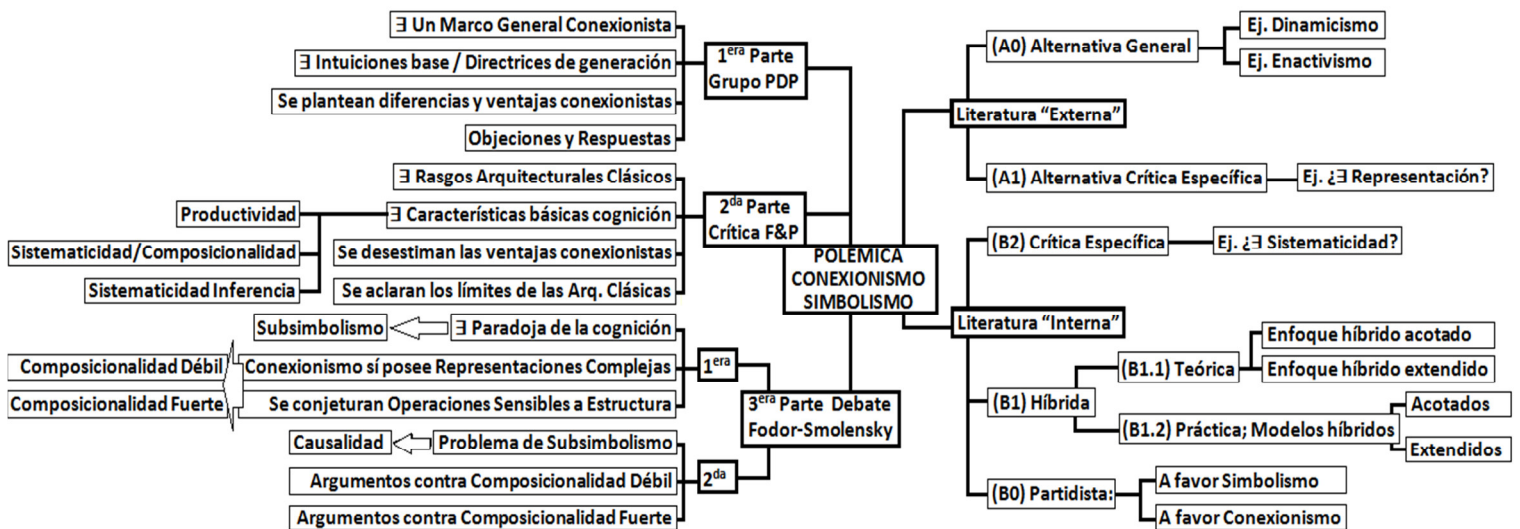 ∃ Un Marco General Conexionista
∃ Intuiciones base / Directrices de generación
Se plantean diferencias y ventajas conexionistas
Objeciones y Respuestas
1era Parte
Grupo PDP
∃ Rasgos Arquitecturales Clásicos
∃ Características básicas cognición
Se desestiman las ventajas conexionistas
Se aclaran los límites de las Arq. Clásicas
Productividad
Sistematicidad/Composicionalidad
Sistematicidad Inferencia
2da Parte
Crítica F&P
Subsimbolismo
∃ Paradoja de la cognición
Composicionalidad Débil
Conexionismo sí posee Representaciones Complejas
Composicionalidad Fuerte
Se conjeturan Operaciones Sensibles a Estructura
1era
Causalidad
Problema de Subsimbolismo
Argumentos contra Composicionalidad Débil
Argumentos contra Composicionalidad Fuerte
2da
3era Parte Debate
Fodor-Smolensky
POLÉMICA
CONEXIONISMO
SIMBOLISMO
Literatura “Externa”
(A0) Alternativa General
Ej. Dinamicismo
Ej. Enactivismo
(A1) Alternativa Crítica Específica
Ej. ¿∃ Representación?
Literatura “Interna”
(B2) Crítica Específica
Ej. ¿∃ Sistematicidad?
(B1) Híbrida
(B1.1) Teórica
Enfoque híbrido acotado
Enfoque híbrido extendido
(B1.2) Práctica; Modelos híbridos
Acotados
Extendidos
(B0) Partidista:
A favor Simbolismo
A favor Conexionismo